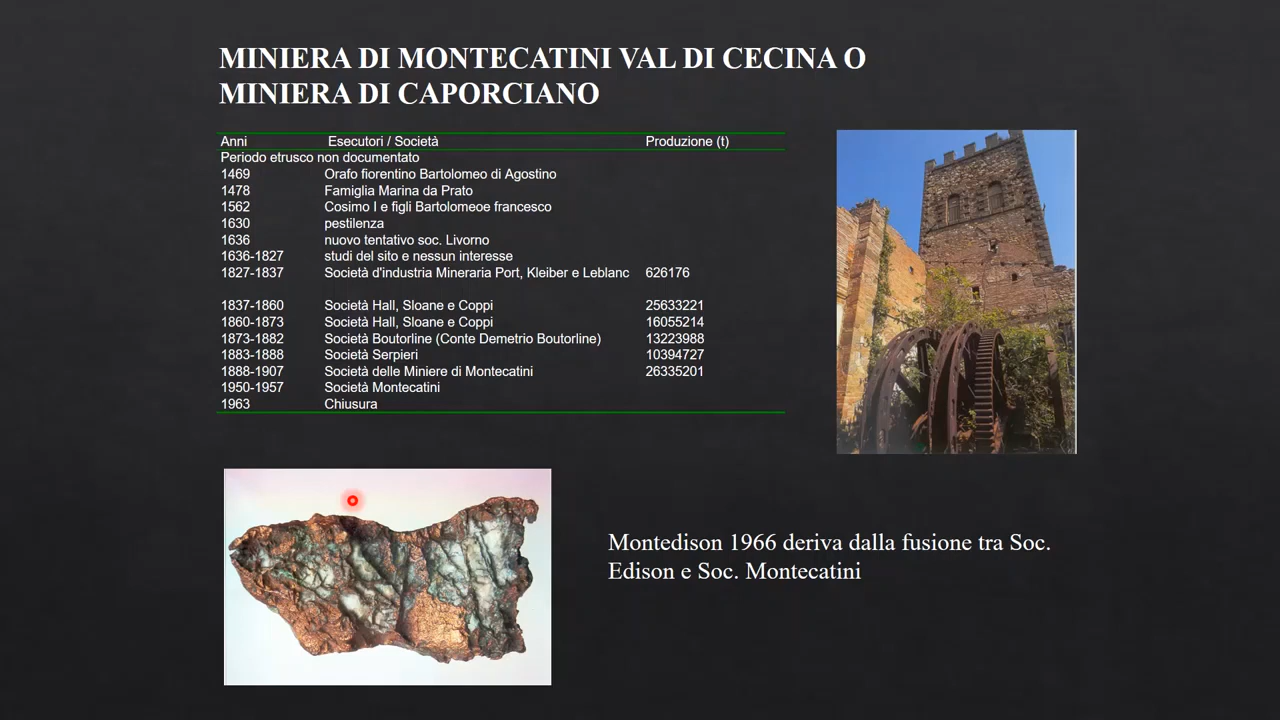 MINIERA DI MONTECATINI VAL DI CECINA O
MINIERA DI CAPORCIANO
Anni Esecutori / Società Produzione (t)
Periodo etrusco non documentato
1469 Orafo fiorentino Bartolomeo di Agostino
1478 Famiglia Marina da Prato
1562 Cosimo I e figli Bartolomeoe francesco
1630 pestilenza
1636 nuovo tentativo soc. Livorno
1636-1827 studi del sito e nessun interesse
1827-1837 Società d'industria Mineraria Port, Kleiber e Leblanc 626176
1837-1860 Società Hall, Sloane e Coppi 25633221
1860-1873 Società Hall, Sloane e Coppi 16055214
1873-1882 Società Boutorline (Conte Demetrio Boutorline) 13223988
1883-1888 Società Serpieri 10394727
1888-1907 Società delle Miniere di Montecatini 26335201
1950-1957 Società Montecatini
1963 Chiusura
Montedison 1966 deriva dalla fusione tra Soc.
Edison e Soc. Montecatini